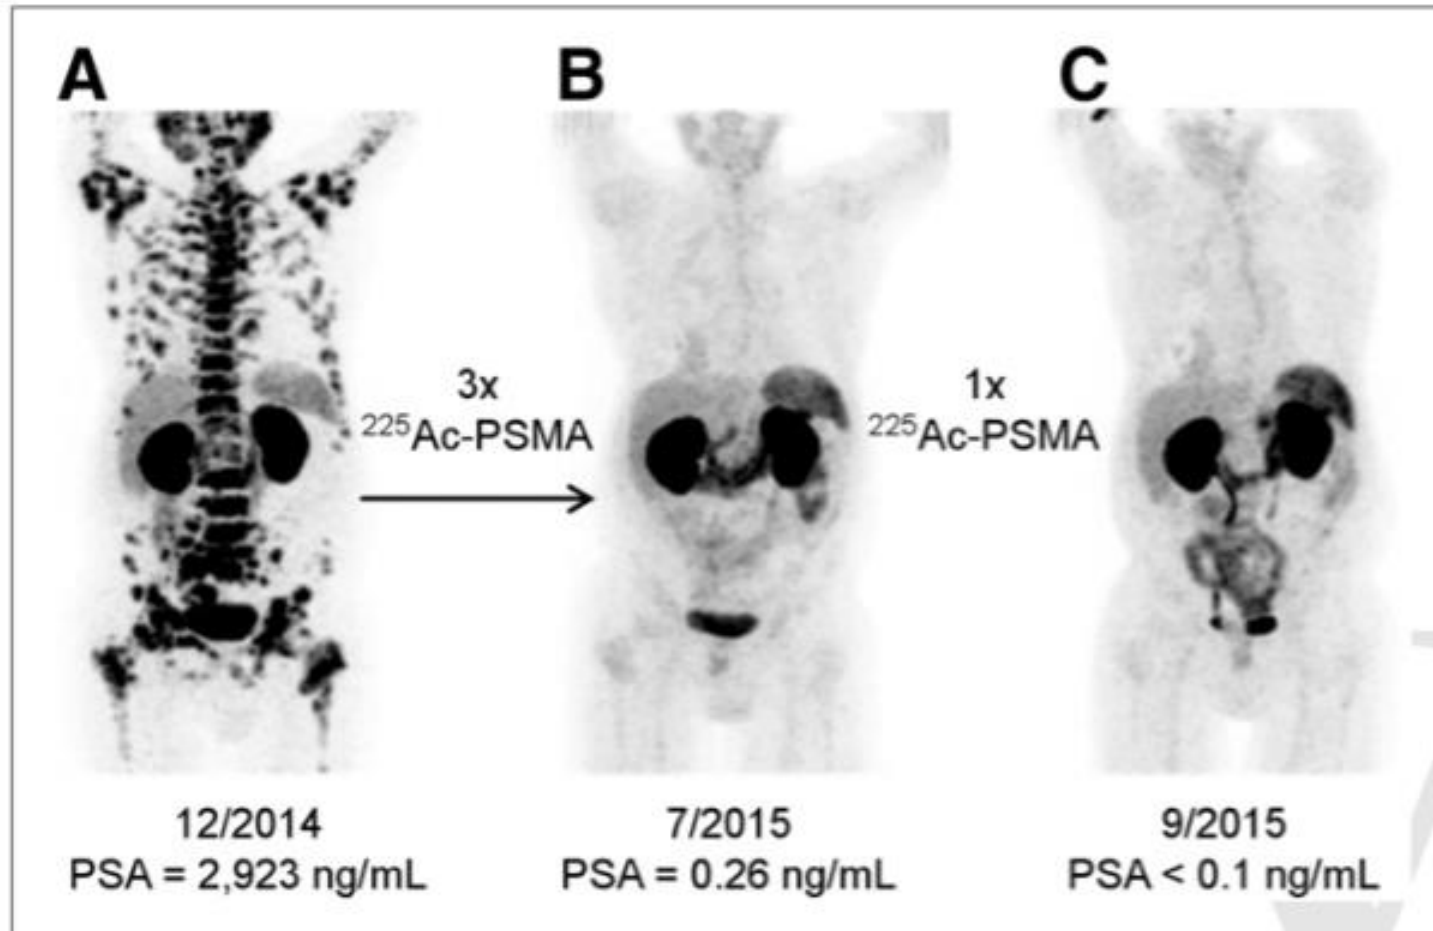 A
B
C
3x
²²⁵Ac-PSMA
1x
²²⁵Ac-PSMA
12/2014
PSA = 2,923 ng/mL
7/2015
PSA = 0.26 ng/mL
9/2015
PSA < 0.1 ng/mL